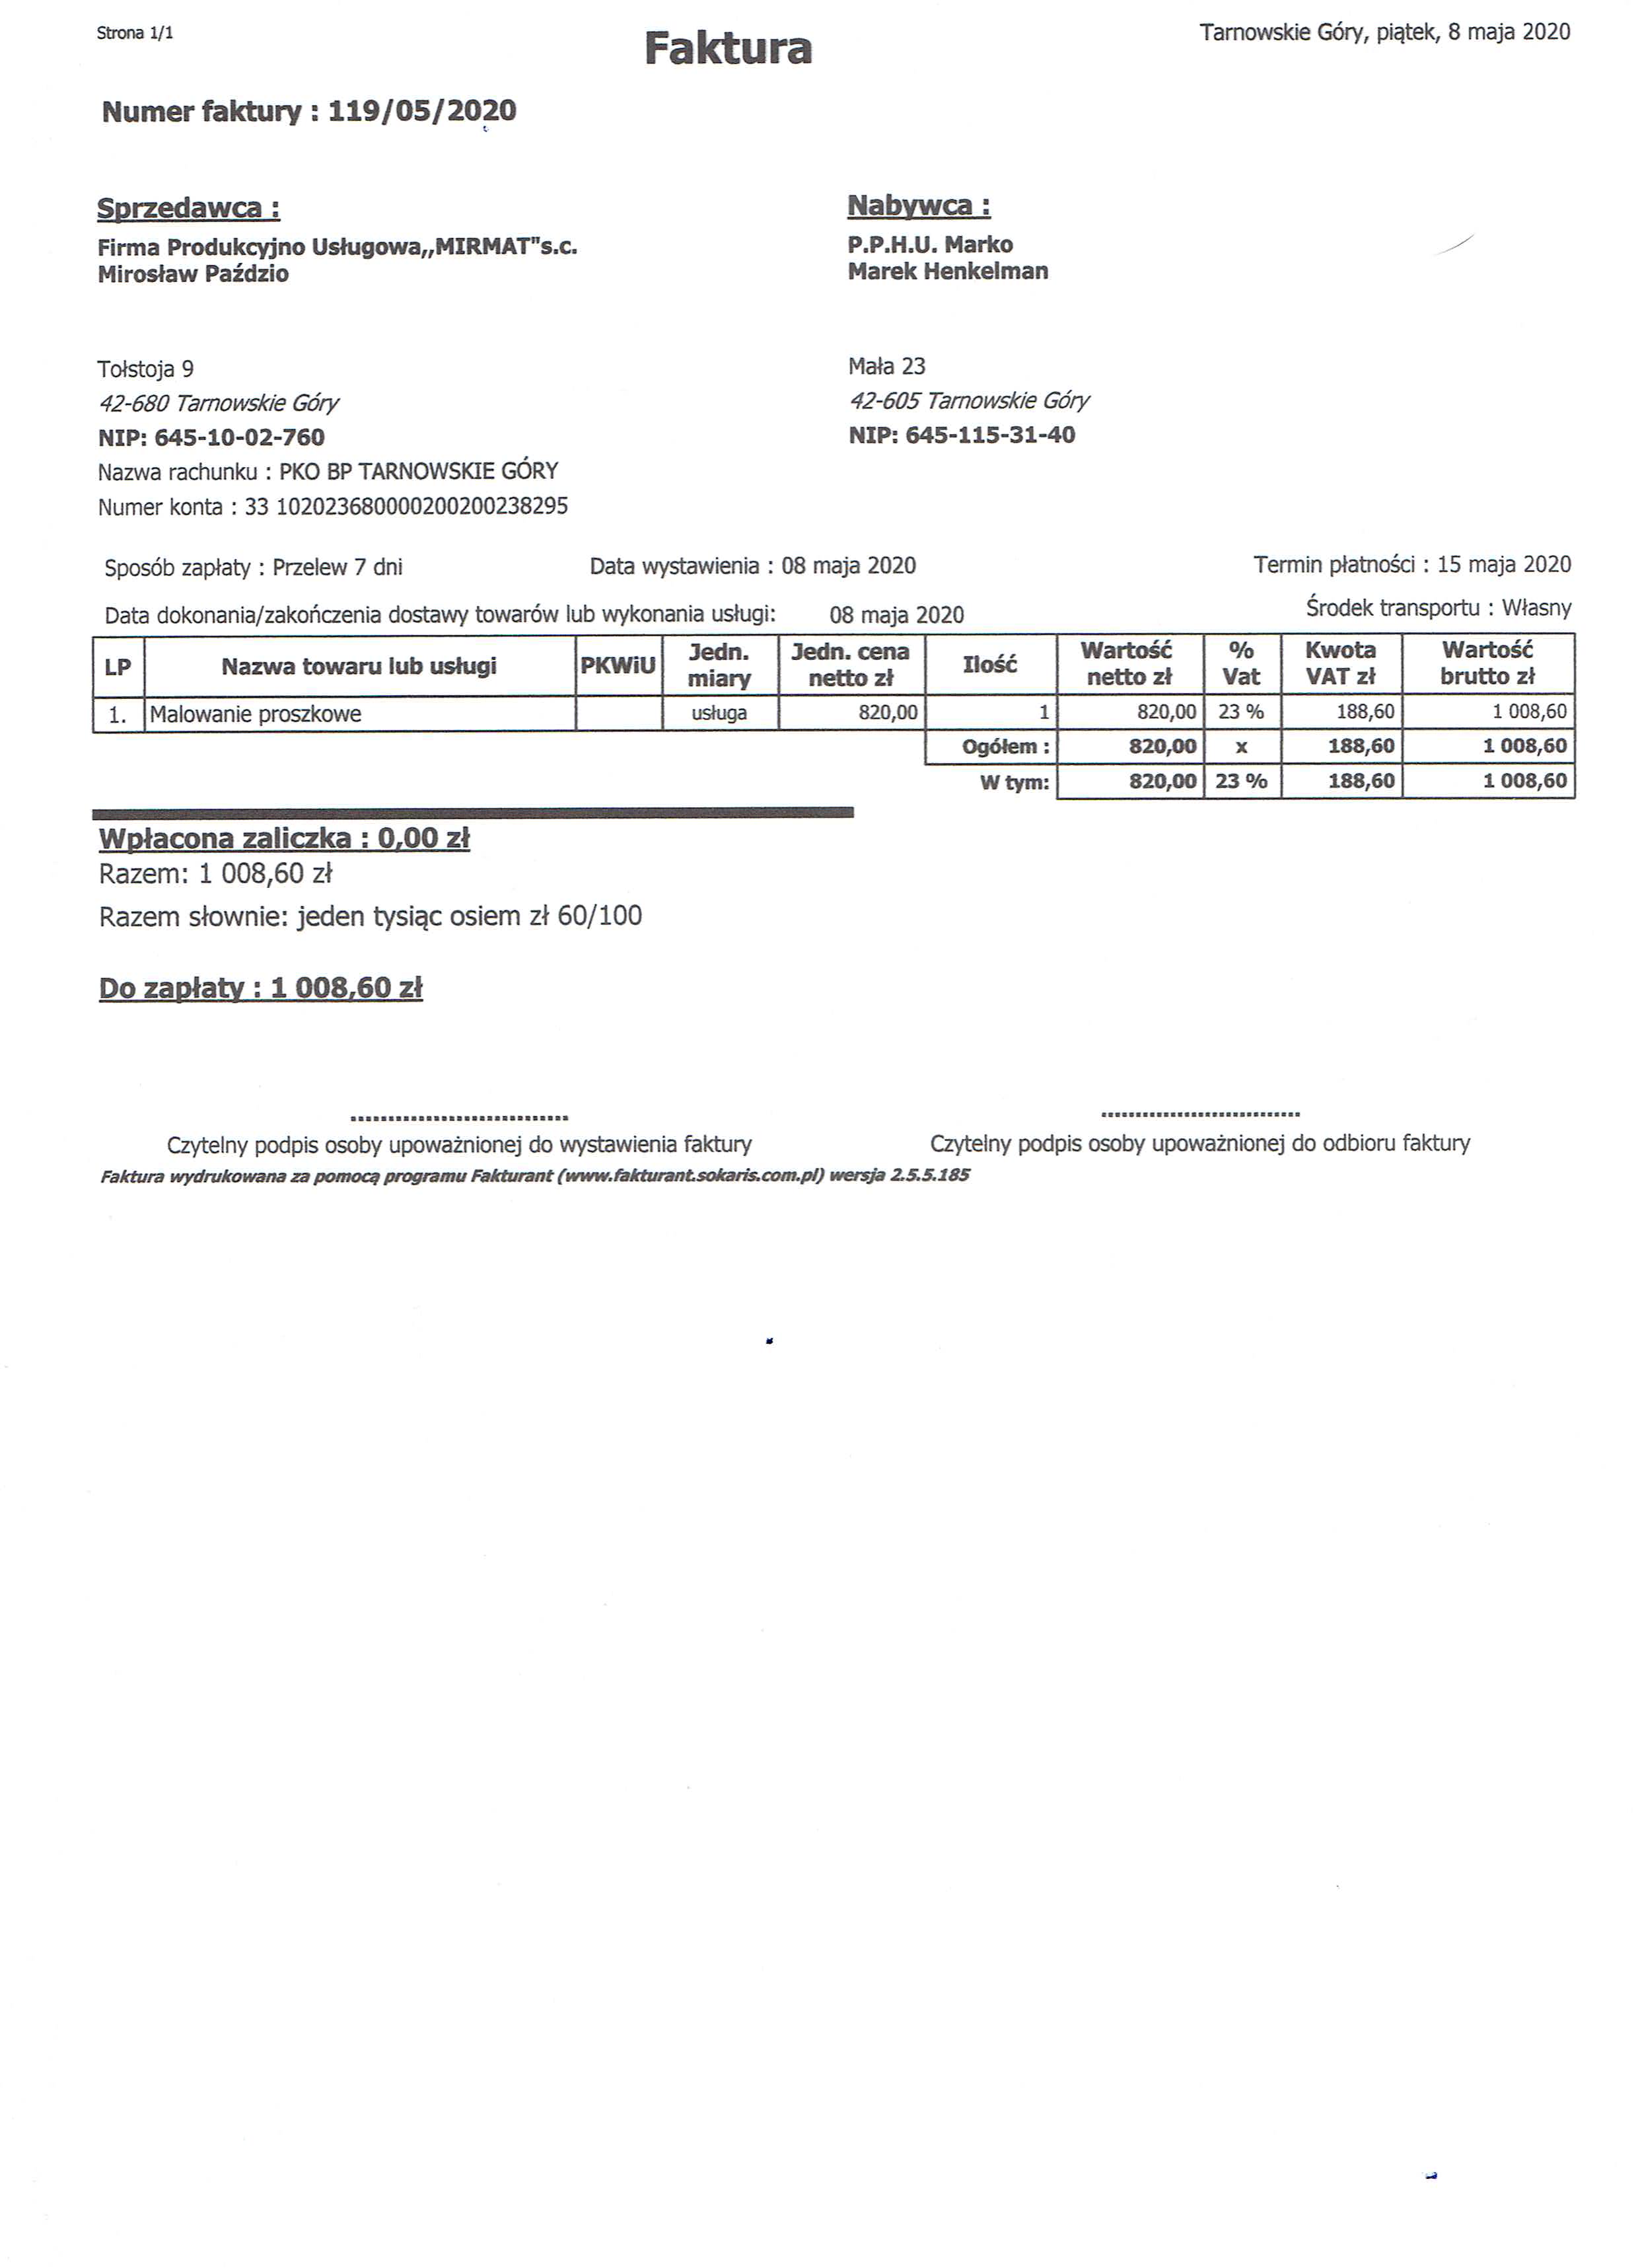 Strona 1/1
Faktura
Tarnowskie Góry, piątek, 8 maja 2020
Numer faktury : 119/05/2020
Sprzedawca :
Firma Produkcyjno Usługowa,,MIRMAT"s.c.
Mirosław Paździo
Tołstoja 9
42-680 Tarnowskie Góry
NIP: 645-10-02-760
Nazwa rachunku : PKO BP TARNOWSKIE GÓRY
Numer konta : 33 102023680000200200238295
Nabywca :
P.P.H.U. Marko
Marek Henkelman
Mała 23
42-605 Tarnowskie Góry
NIP: 645-115-31-40
Sposób zapłaty : Przelew 7 dni
Data wystawienia : 08 maja 2020
Termin płatności : 15 maja 2020
Data dokonania/zakończenia dostawy towarów lub wykonania usługi: 08 maja 2020
Środek transportu : Własny
LP Nazwa towaru lub usługi PKWiU Jedn. miary Jedn. cena netto zł Ilość Wartość netto zł % Vat Kwota VAT zł Wartość brutto zł
1. Malowanie proszkowe usługa 820,00 1 820,00 23 % 188,60 1 008,60
Ogółem : 820,00 x 188,60 1 008,60
W tym: 820,00 23 % 188,60 1 008,60
Wpłacona zaliczka : 0,00 zł
Razem: 1 008,60 zł
Razem słownie: jeden tysiąc osiem zł 60/100
Do zapłaty : 1 008,60 zł
Czytelny podpis osoby upoważnionej do wystawienia faktury
Czytelny podpis osoby upoważnionej do odbioru faktury
Faktura wydrukowana za pomocą programu Fakturant (www.fakturant.sokaris.com.pl) wersja 2.5.5.185